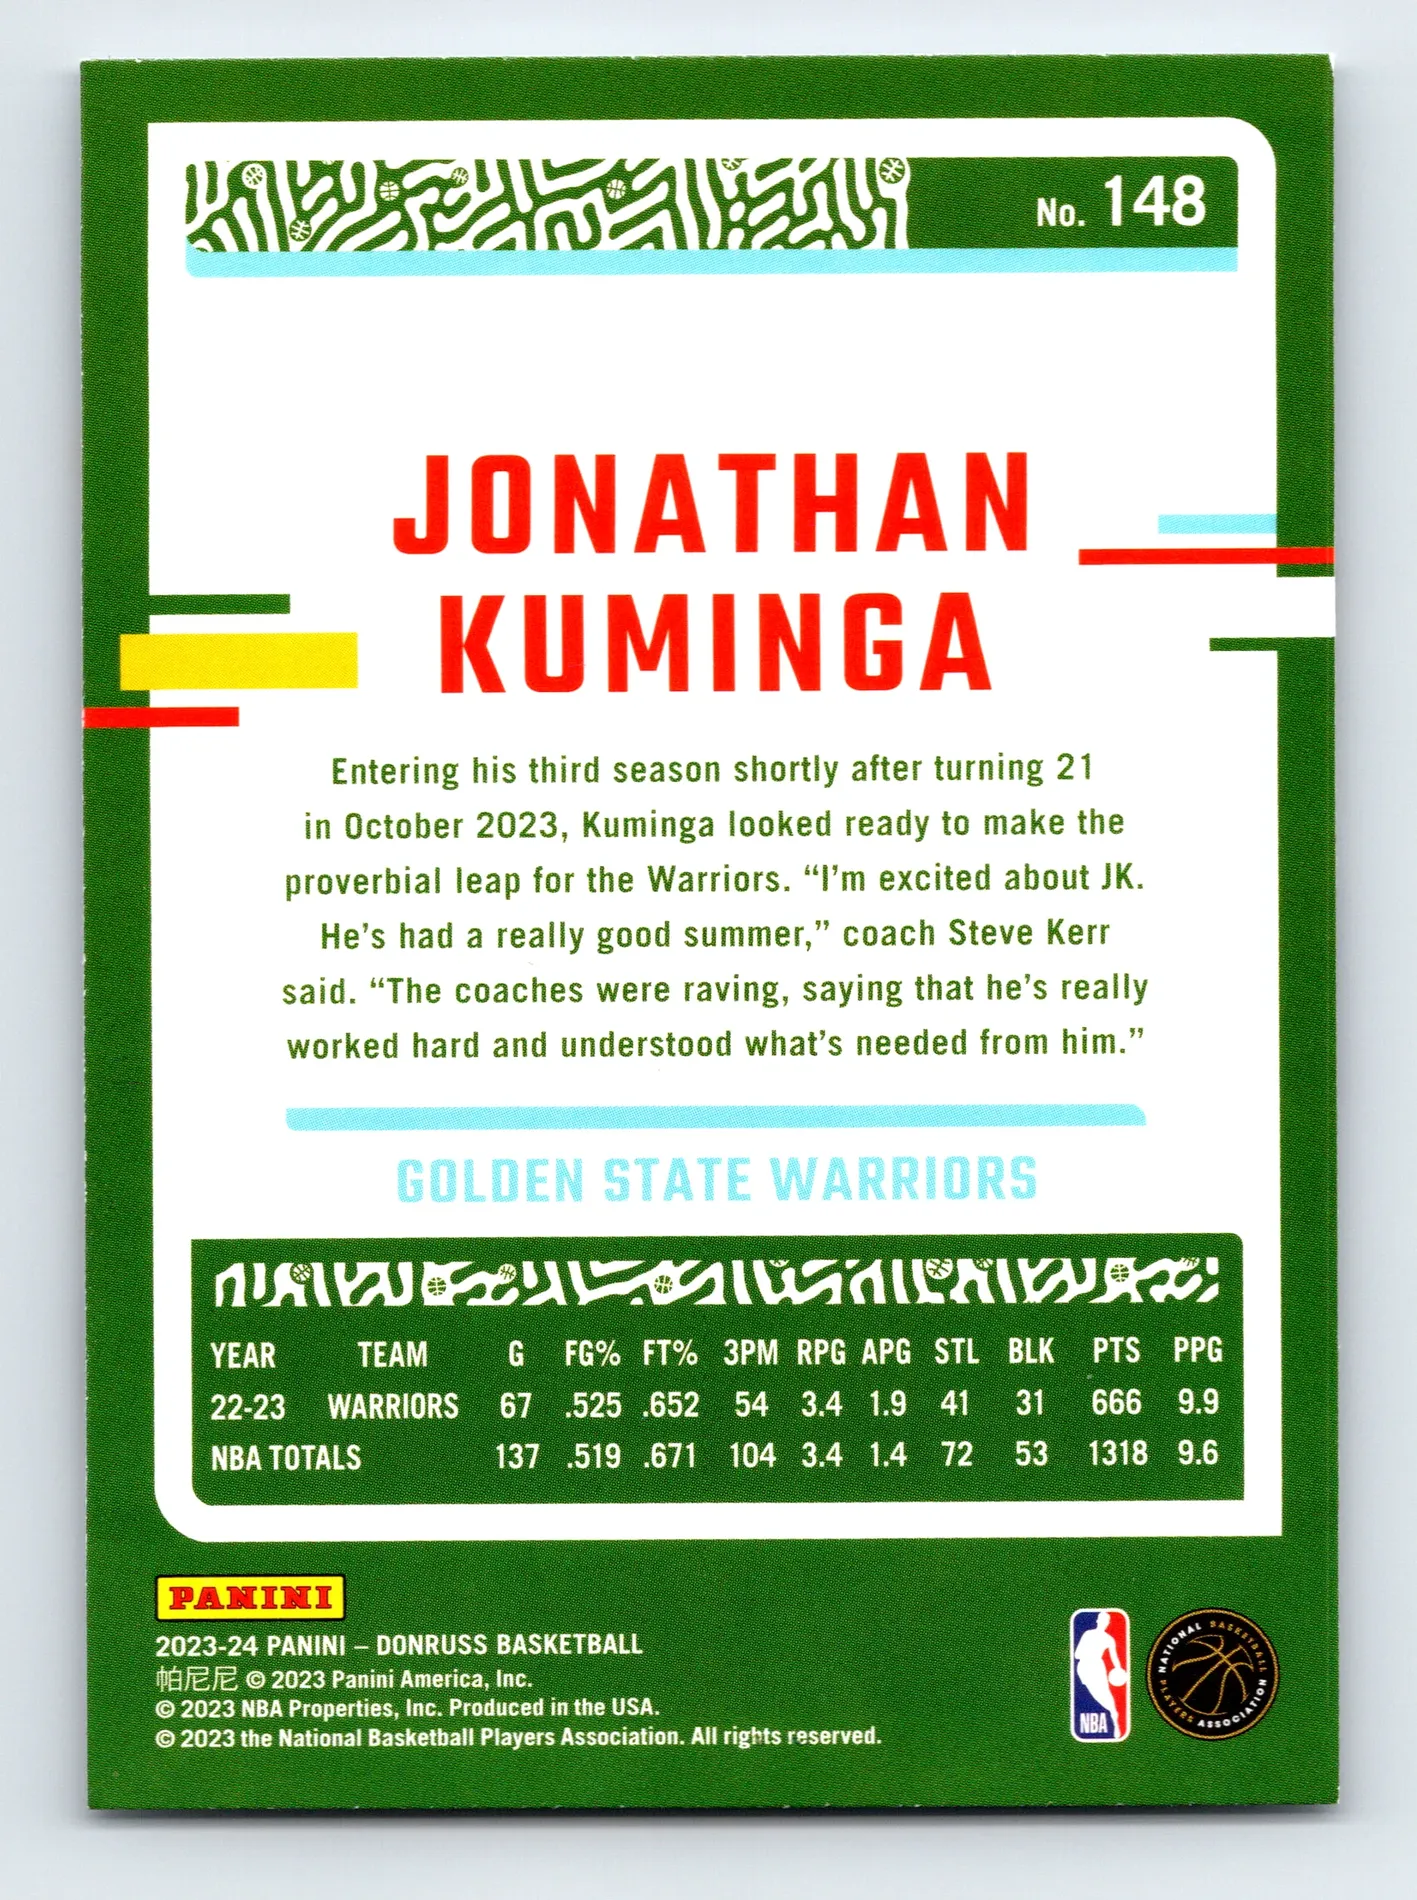 No. 148
JONATHAN
KUMINGA
Entering his third season shortly after turning 21
in October 2023, Kuminga looked ready to make the
proverbial leap for the Warriors. “I’m excited about JK.
He’s had a really good summer,” coach Steve Kerr
said. “The coaches were raving, saying that he’s really
worked hard and understood what’s needed from him.”
GOLDEN STATE WARRIORS
YEAR TEAM G FG% FT% 3PM RPG APG STL BLK PTS PPG
22-23 WARRIORS 67 .525 .652 54 3.4 1.9 41 31 666 9.9
NBA TOTALS 137 .519 .671 104 3.4 1.4 72 53 1318 9.6
PANINI
2023-24 PANINI – DONRUSS BASKETBALL
帕尼尼 © 2023 Panini America, Inc.
© 2023 NBA Properties, Inc. Produced in the USA.
© 2023 the National Basketball Players Association. All rights reserved.
NBA
NATIONAL BASKETBALL
PLAYERS ASSOCIATION